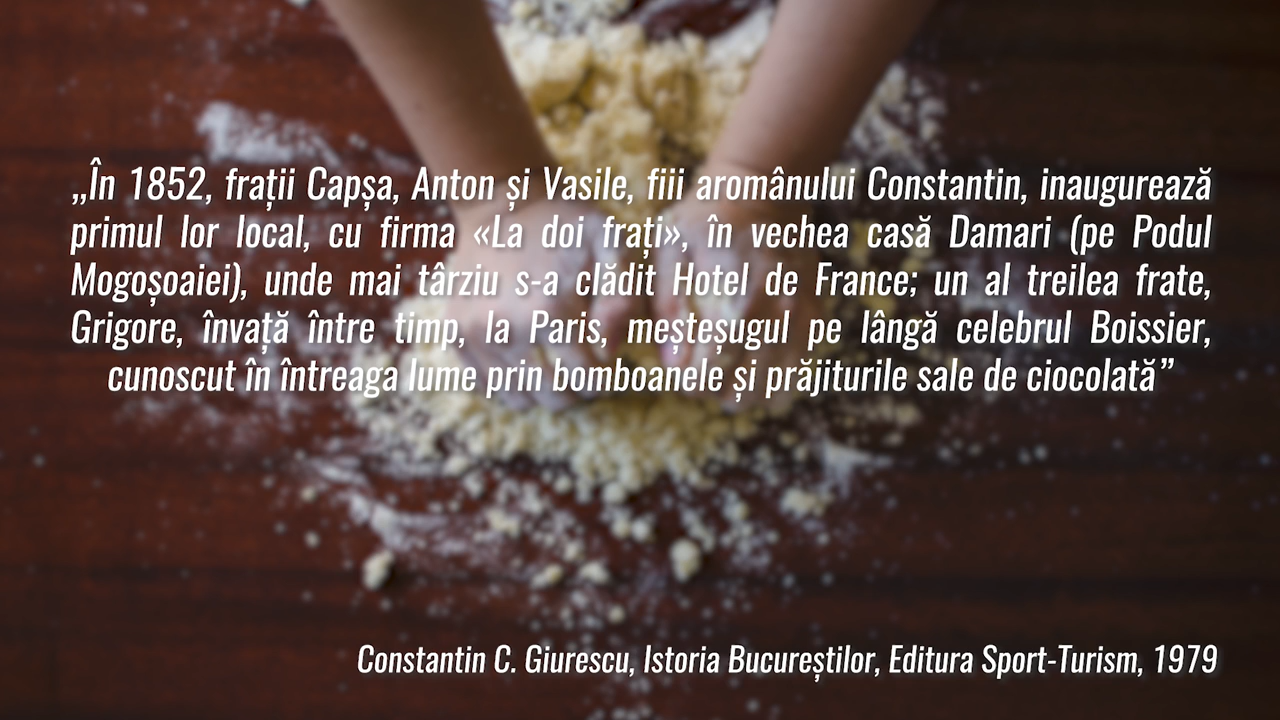 „În 1852, frații Capșa, Anton și Vasile, fiii aromânului Constantin, inaugurează
primul lor local, cu firma «La doi frați», în vechea casă Damari (pe Podul
Mogoșoaiei), unde mai târziu s-a clădit Hotel de France; un al treilea frate,
Grigore, învață între timp, la Paris, meșteșugul pe lângă celebrul Boissier,
cunoscut în întreaga lume prin bomboanele și prăjiturile sale de ciocolată”
Constantin C. Giurescu, Istoria Bucureștilor, Editura Sport-Turism, 1979